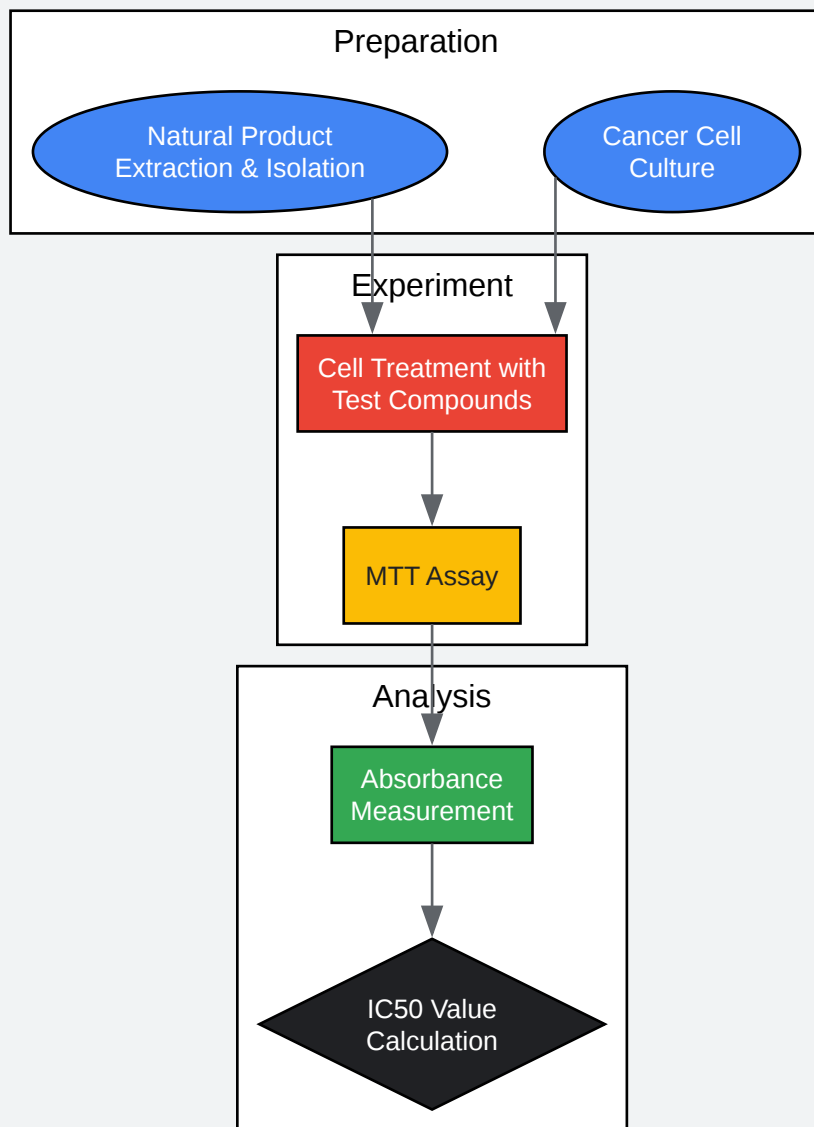 Preparation
Natural Product
Extraction & Isolation
Cancer Cell
Culture
Experiment
Cell Treatment with
Test Compounds
MTT Assay
Analysis
Absorbance
Measurement
IC50 Value
Calculation